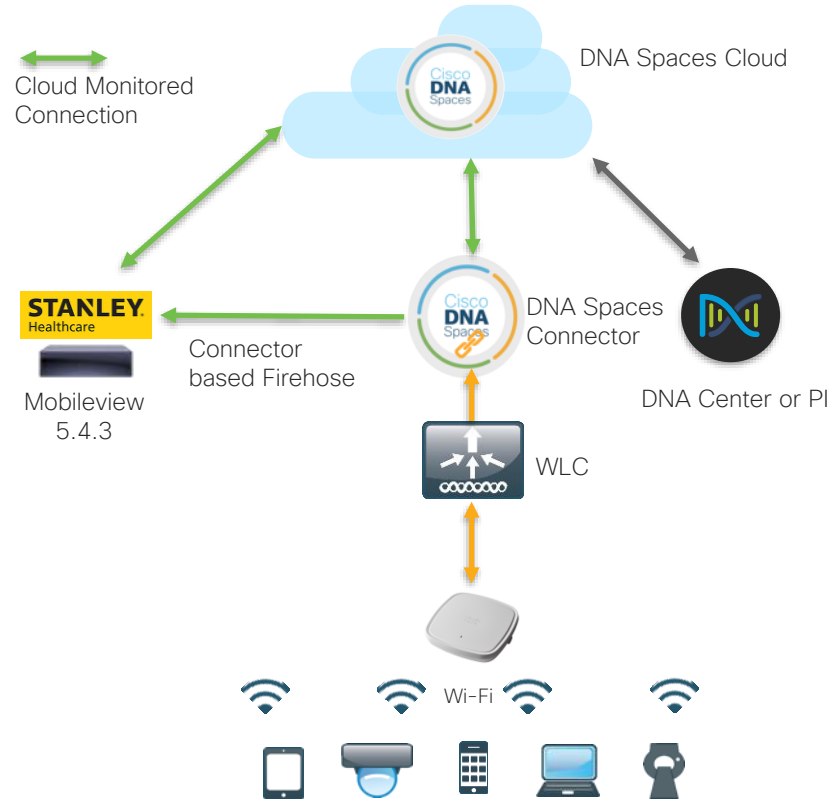 Cisco
DNA
Spaces
DNA Spaces Cloud
Cloud Monitored
Connection
STANLEY.
Healthcare
Mobileview
5.4.3
Connector
based Firehose
Cisco
DNA
Spaces
DNA Spaces
Connector
DNA Center or PI
WLC
Wi-Fi